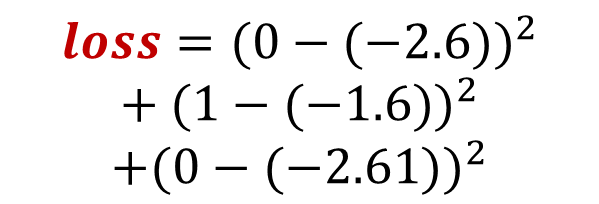 loss = (0 − (−2.6))²
+ (1 − (−1.6))²
+(0 − (−2.61))²